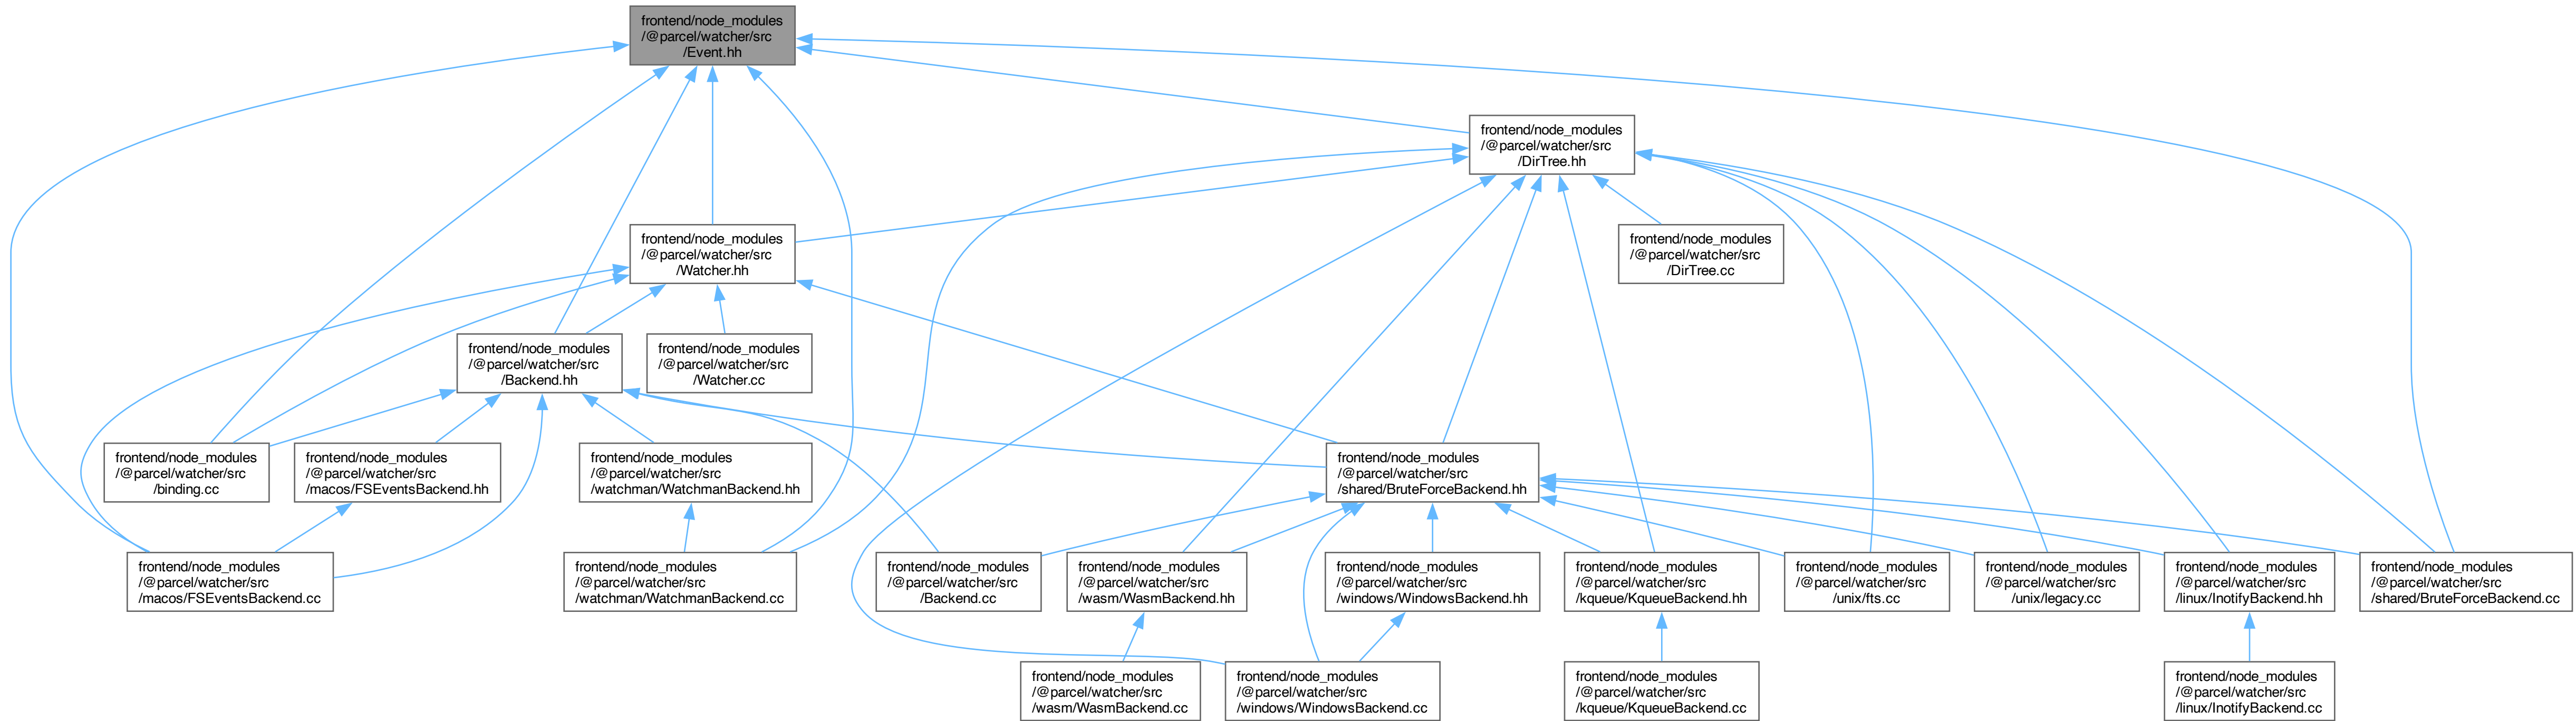 frontend/node_modules
/@parcel/watcher/src
/Event.hh
frontend/node_modules
/@parcel/watcher/src
/DirTree.hh
frontend/node_modules
/@parcel/watcher/src
/Watcher.hh
frontend/node_modules
/@parcel/watcher/src
/DirTree.cc
frontend/node_modules
/@parcel/watcher/src
/Backend.hh
frontend/node_modules
/@parcel/watcher/src
/Watcher.cc
frontend/node_modules
/@parcel/watcher/src
/binding.cc
frontend/node_modules
/@parcel/watcher/src
/macos/FSEventsBackend.hh
frontend/node_modules
/@parcel/watcher/src
/watchman/WatchmanBackend.hh
frontend/node_modules
/@parcel/watcher/src
/shared/BruteForceBackend.hh
frontend/node_modules
/@parcel/watcher/src
/macos/FSEventsBackend.cc
frontend/node_modules
/@parcel/watcher/src
/watchman/WatchmanBackend.cc
frontend/node_modules
/@parcel/watcher/src
/Backend.cc
frontend/node_modules
/@parcel/watcher/src
/wasm/WasmBackend.hh
frontend/node_modules
/@parcel/watcher/src
/windows/WindowsBackend.hh
frontend/node_modules
/@parcel/watcher/src
/kqueue/KqueueBackend.hh
frontend/node_modules
/@parcel/watcher/src
/unix/fts.cc
frontend/node_modules
/@parcel/watcher/src
/unix/legacy.cc
frontend/node_modules
/@parcel/watcher/src
/linux/InotifyBackend.hh
frontend/node_modules
/@parcel/watcher/src
/shared/BruteForceBackend.cc
frontend/node_modules
/@parcel/watcher/src
/wasm/WasmBackend.cc
frontend/node_modules
/@parcel/watcher/src
/windows/WindowsBackend.cc
frontend/node_modules
/@parcel/watcher/src
/kqueue/KqueueBackend.cc
frontend/node_modules
/@parcel/watcher/src
/linux/InotifyBackend.cc